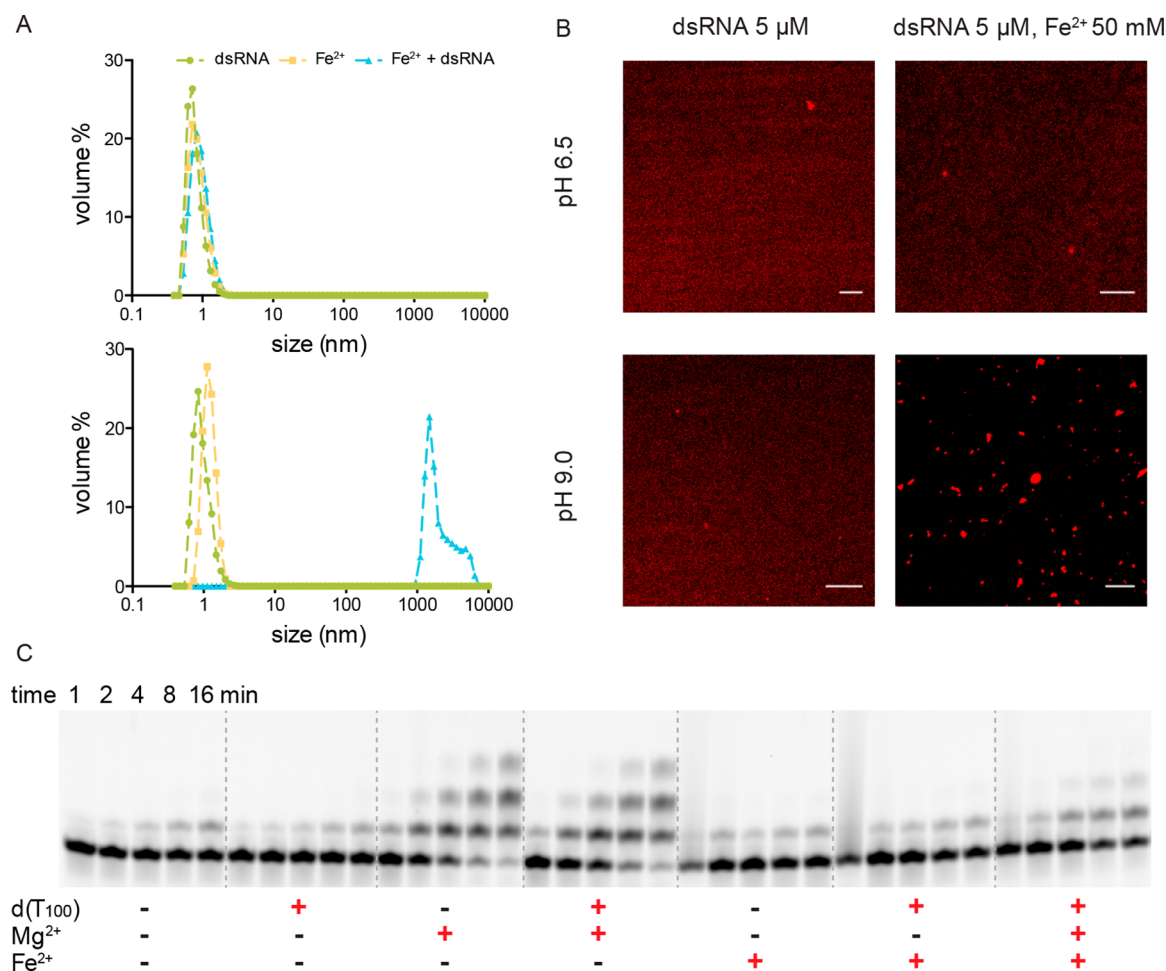 A
dsRNA Fe²⁺ Fe²⁺ + dsRNA
30
20
10
0
volume %
0.1 1 10 100 1000 10000
size (nm)
30
20
10
0
volume %
0.1 1 10 100 1000 10000
size (nm)
B
dsRNA 5 µM dsRNA 5 µM, Fe²⁺ 50 mM
pH 6.5
pH 9.0
C
time 1 2 4 8 16 min
d(T₁₀₀) - + - + - + +
Mg²⁺ - - + + - - +
Fe²⁺ - - - - + + +